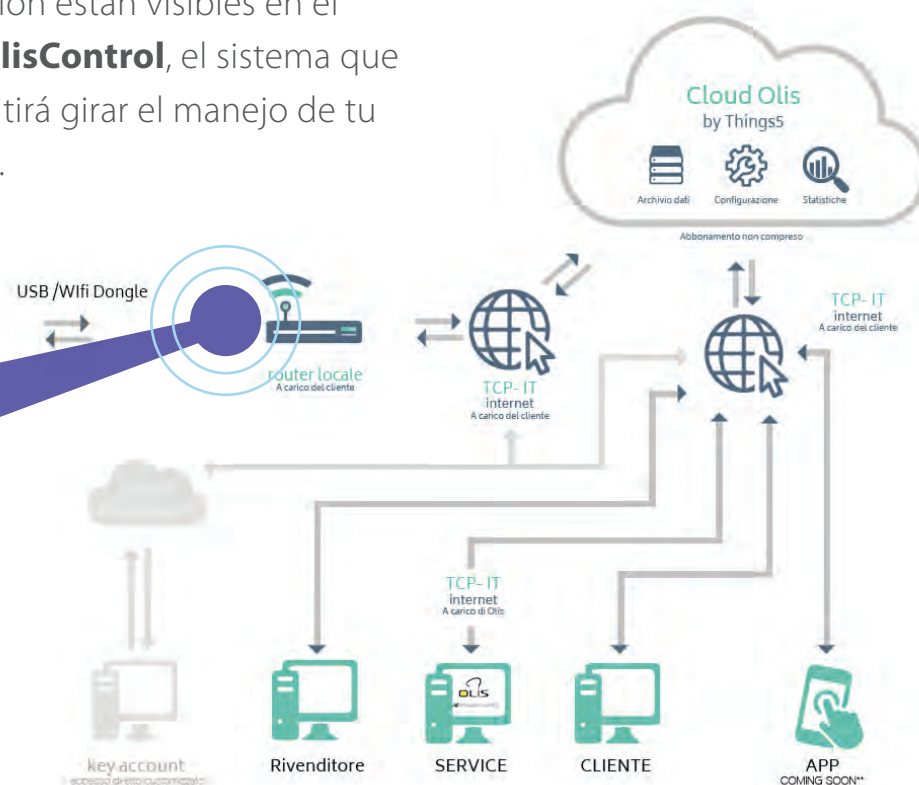 ión están visibles en el
lisControl, el sistema que
tirá girar el manejo de tu
.
Cloud Olis
by Things5
Archivio dati
Configurazione
Statistiche
Abbonamento non compreso
USB /WIfi Dongle
router locale
A carico del cliente
TCP- IT
internet
A carico del cliente
TCP- IT
internet
A carico del cliente
TCP- IT
internet
A carico di Olis
OLIS
key account
accesso diretto customizzato
Rivenditore
SERVICE
CLIENTE
APP
COMING SOON**